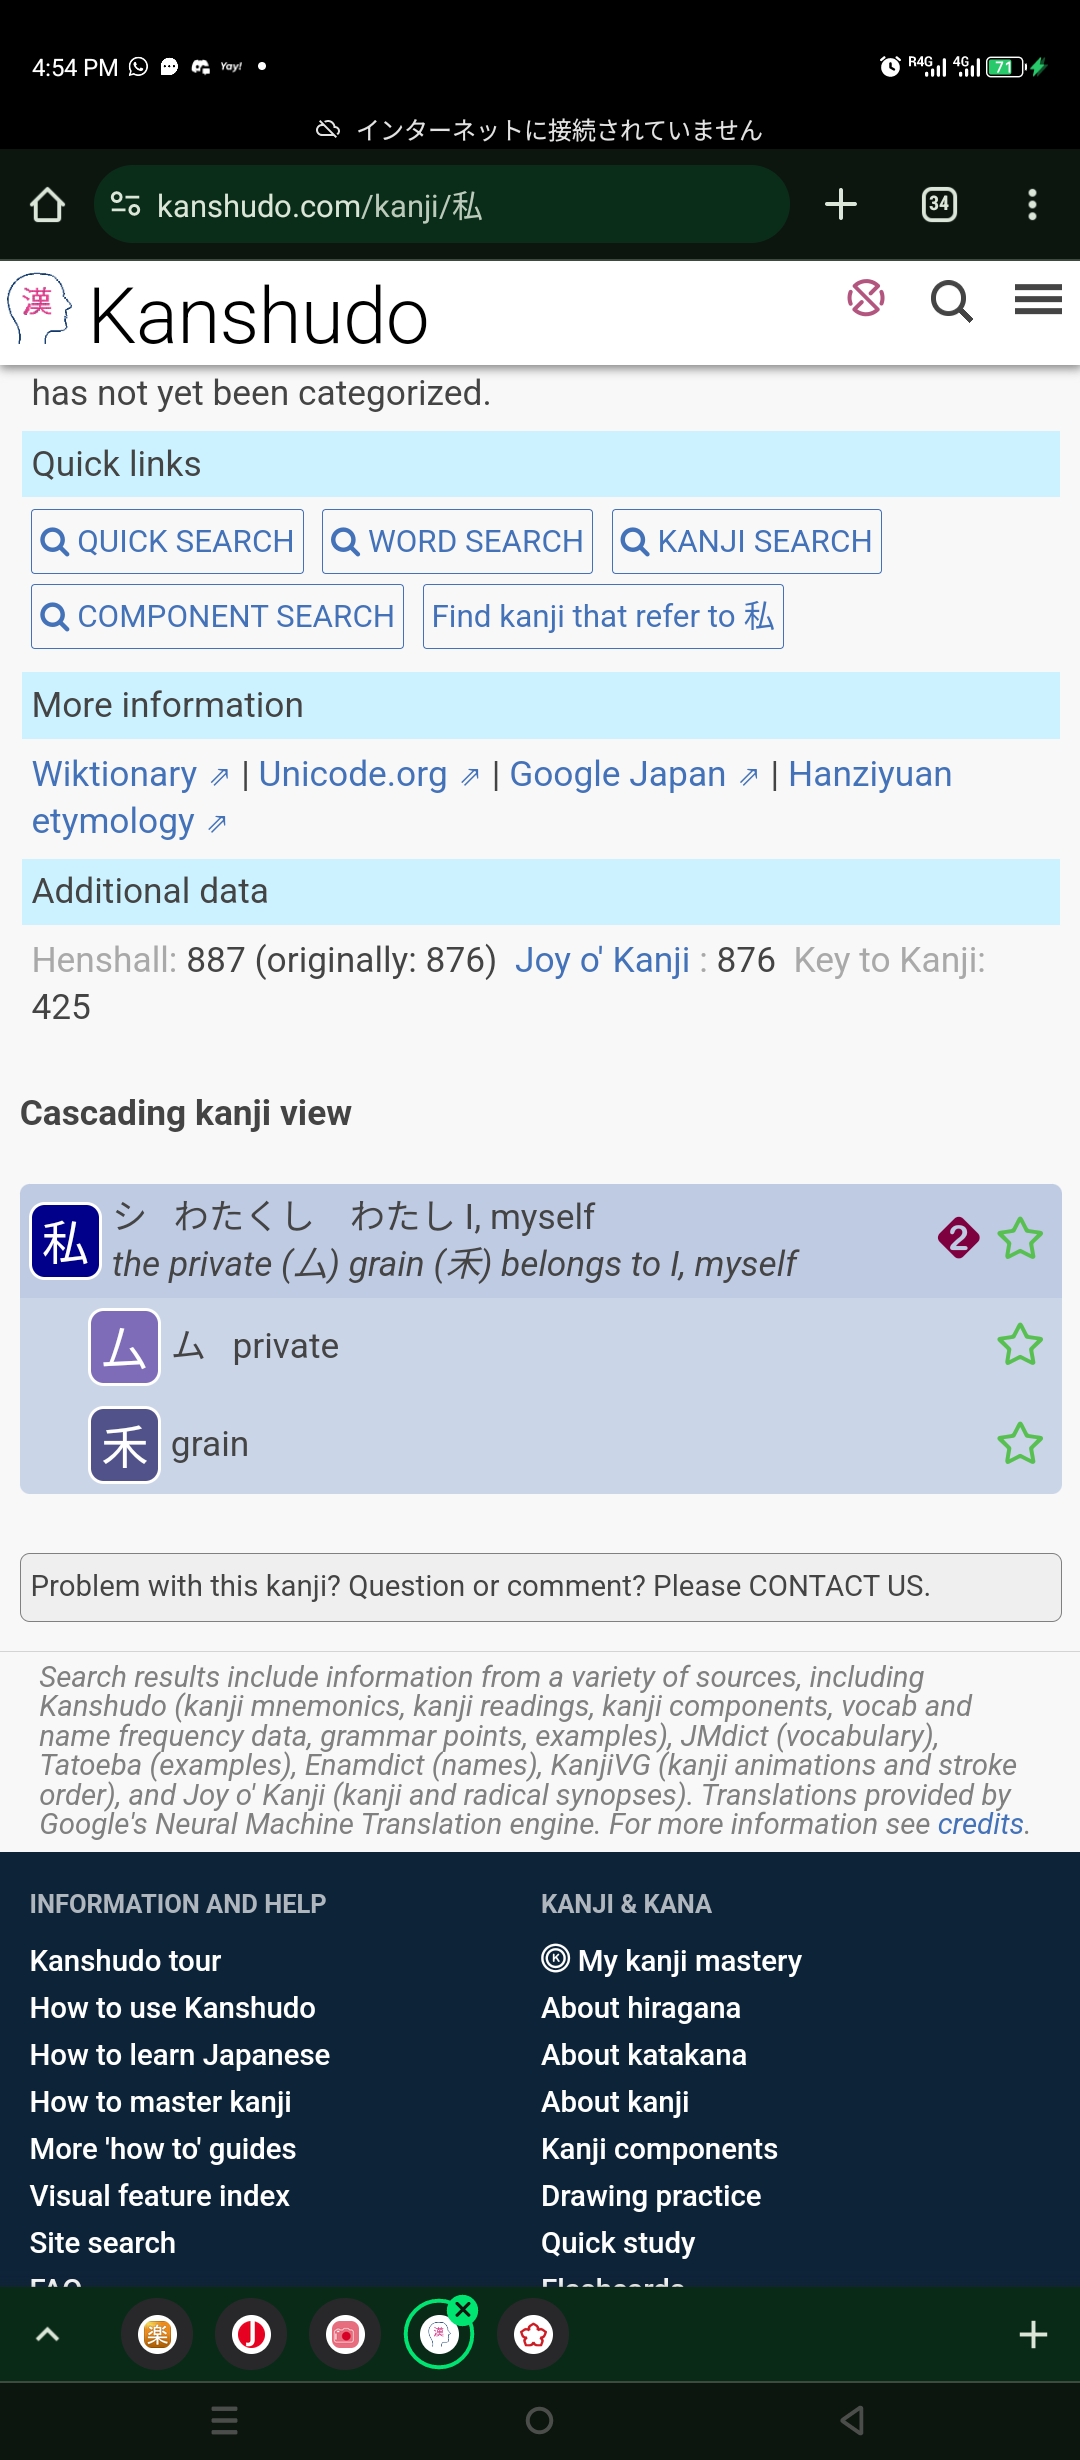 4:54 PM Yay! R4G 4G 71
インターネットに接続されていません
kanshudo.com/kanji/私 34
漢 Kanshudo
has not yet been categorized.
Quick links
QUICK SEARCH WORD SEARCH KANJI SEARCH
COMPONENT SEARCH Find kanji that refer to 私
More information
Wiktionary ⇗ | Unicode.org ⇗ | Google Japan ⇗ | Hanziyuan
etymology ⇗
Additional data
Henshall: 887 (originally: 876) Joy o' Kanji : 876 Key to Kanji:
425
Cascading kanji view
私 シ わたくし わたし I, myself 2
the private (厶) grain (禾) belongs to I, myself
厶 ム private
禾 grain
Problem with this kanji? Question or comment? Please CONTACT US.
Search results include information from a variety of sources, including
Kanshudo (kanji mnemonics, kanji readings, kanji components, vocab and
name frequency data, grammar points, examples), JMdict (vocabulary),
Tatoeba (examples), Enamdict (names), KanjiVG (kanji animations and stroke
order), and Joy o' Kanji (kanji and radical synopses). Translations provided by
Google's Neural Machine Translation engine. For more information see credits.
INFORMATION AND HELP
Kanshudo tour
How to use Kanshudo
How to learn Japanese
How to master kanji
More 'how to' guides
Visual feature index
Site search
FAQ
KANJI & KANA
My kanji mastery
About hiragana
About katakana
About kanji
Kanji components
Drawing practice
Quick study
Flashcards
楽 J 漢